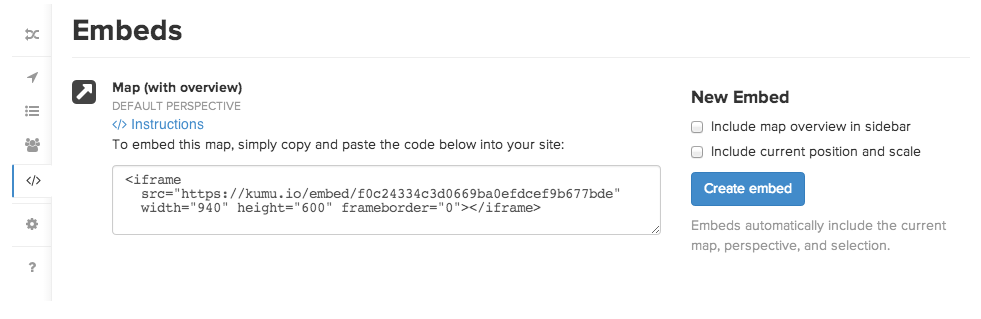 Embeds
Map (with overview)
DEFAULT PERSPECTIVE
</> Instructions
To embed this map, simply copy and paste the code below into your site:
<iframe
src="https://kumu.io/embed/f0c24334c3d0669ba0efdcef9b677bde"
width="940" height="600" frameborder="0"></iframe>
New Embed
Include map overview in sidebar
Include current position and scale
Create embed
Embeds automatically include the current
map, perspective, and selection.
</>
?